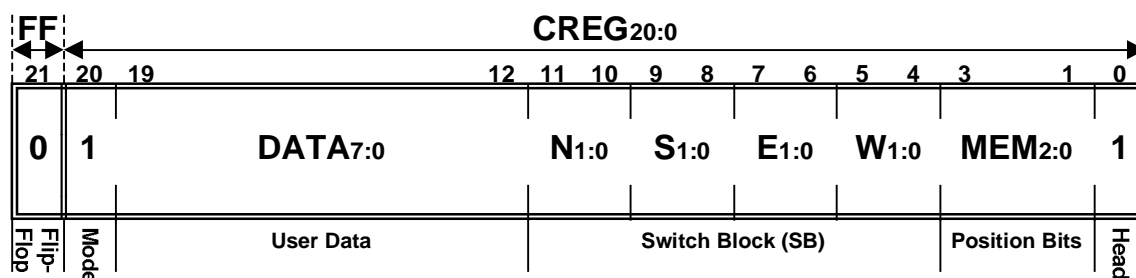 FF CREG20:0
21 20 19 12 11 10 9 8 7 6 5 4 3 1 0
0 1 DATA7:0 N1:0 S1:0 E1:0 W1:0 MEM2:0 1
Flip-
Flop
Mode
User Data
Switch Block (SB)
Position Bits
Head